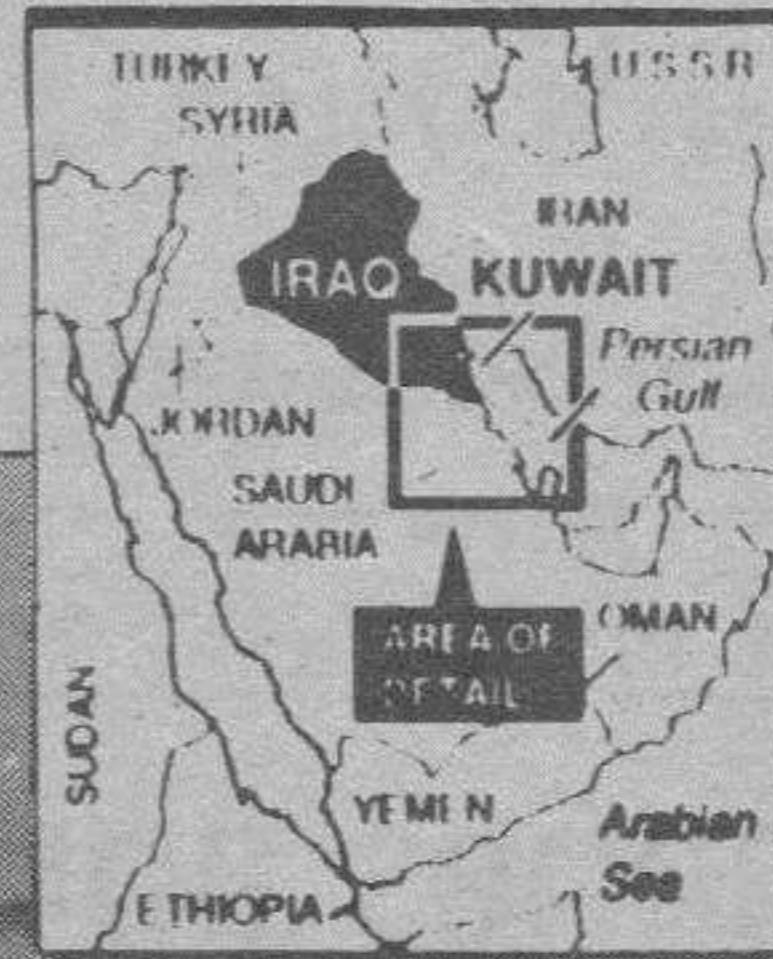 TURKEY
U.S.S.R.
SYRIA
IRAN
IRAQ
KUWAIT
Persian
Gulf
JORDAN
SAUDI
ARABIA
AREA OF
DETAIL
OMAN
SUDAN
YEMEN
Arabian
Sea
ETHIOPIA